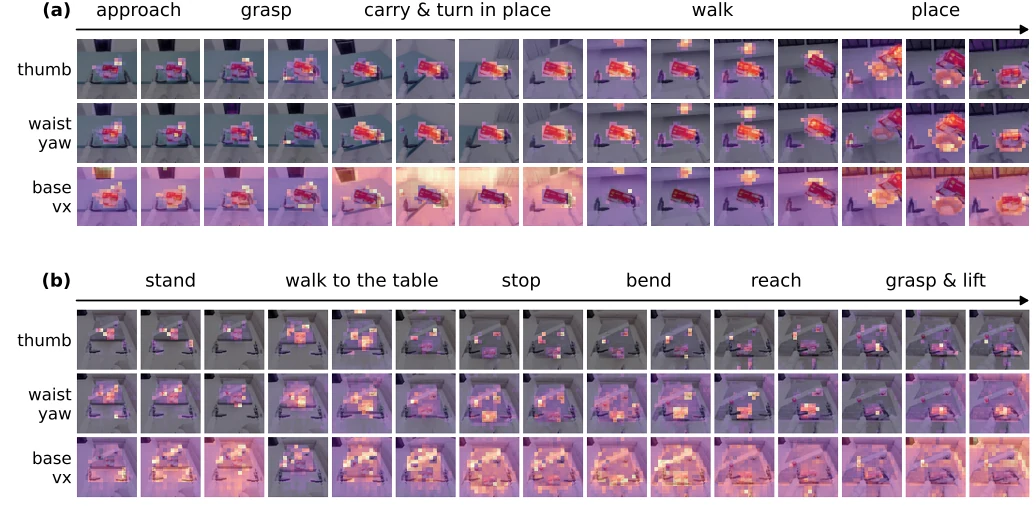 (a) approach grasp carry & turn in place walk place
thumb
waist
yaw
base
vx
(b) stand walk to the table stop bend reach grasp & lift
thumb
waist
yaw
base
vx